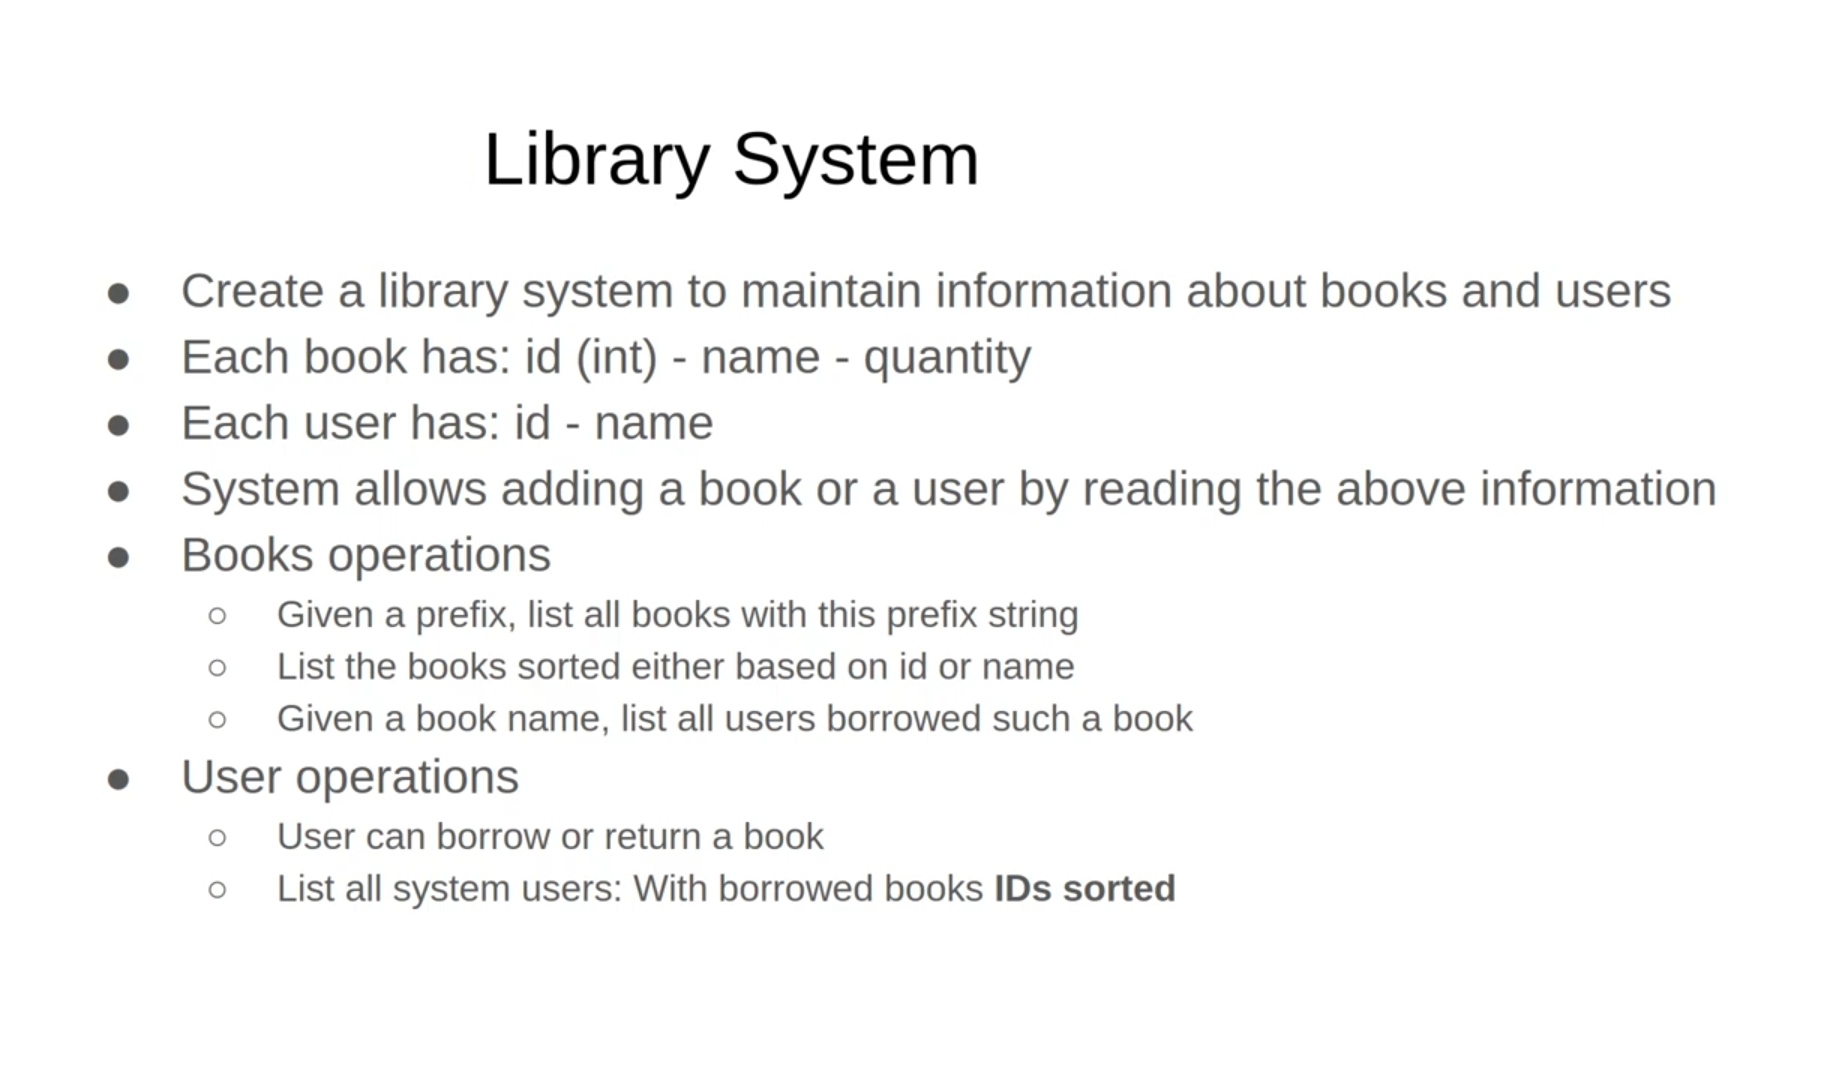 Library System
● Create a library system to maintain information about books and users
● Each book has: id (int) - name - quantity
● Each user has: id - name
● System allows adding a book or a user by reading the above information
● Books operations
○ Given a prefix, list all books with this prefix string
○ List the books sorted either based on id or name
○ Given a book name, list all users borrowed such a book
● User operations
○ User can borrow or return a book
○ List all system users: With borrowed books IDs sorted